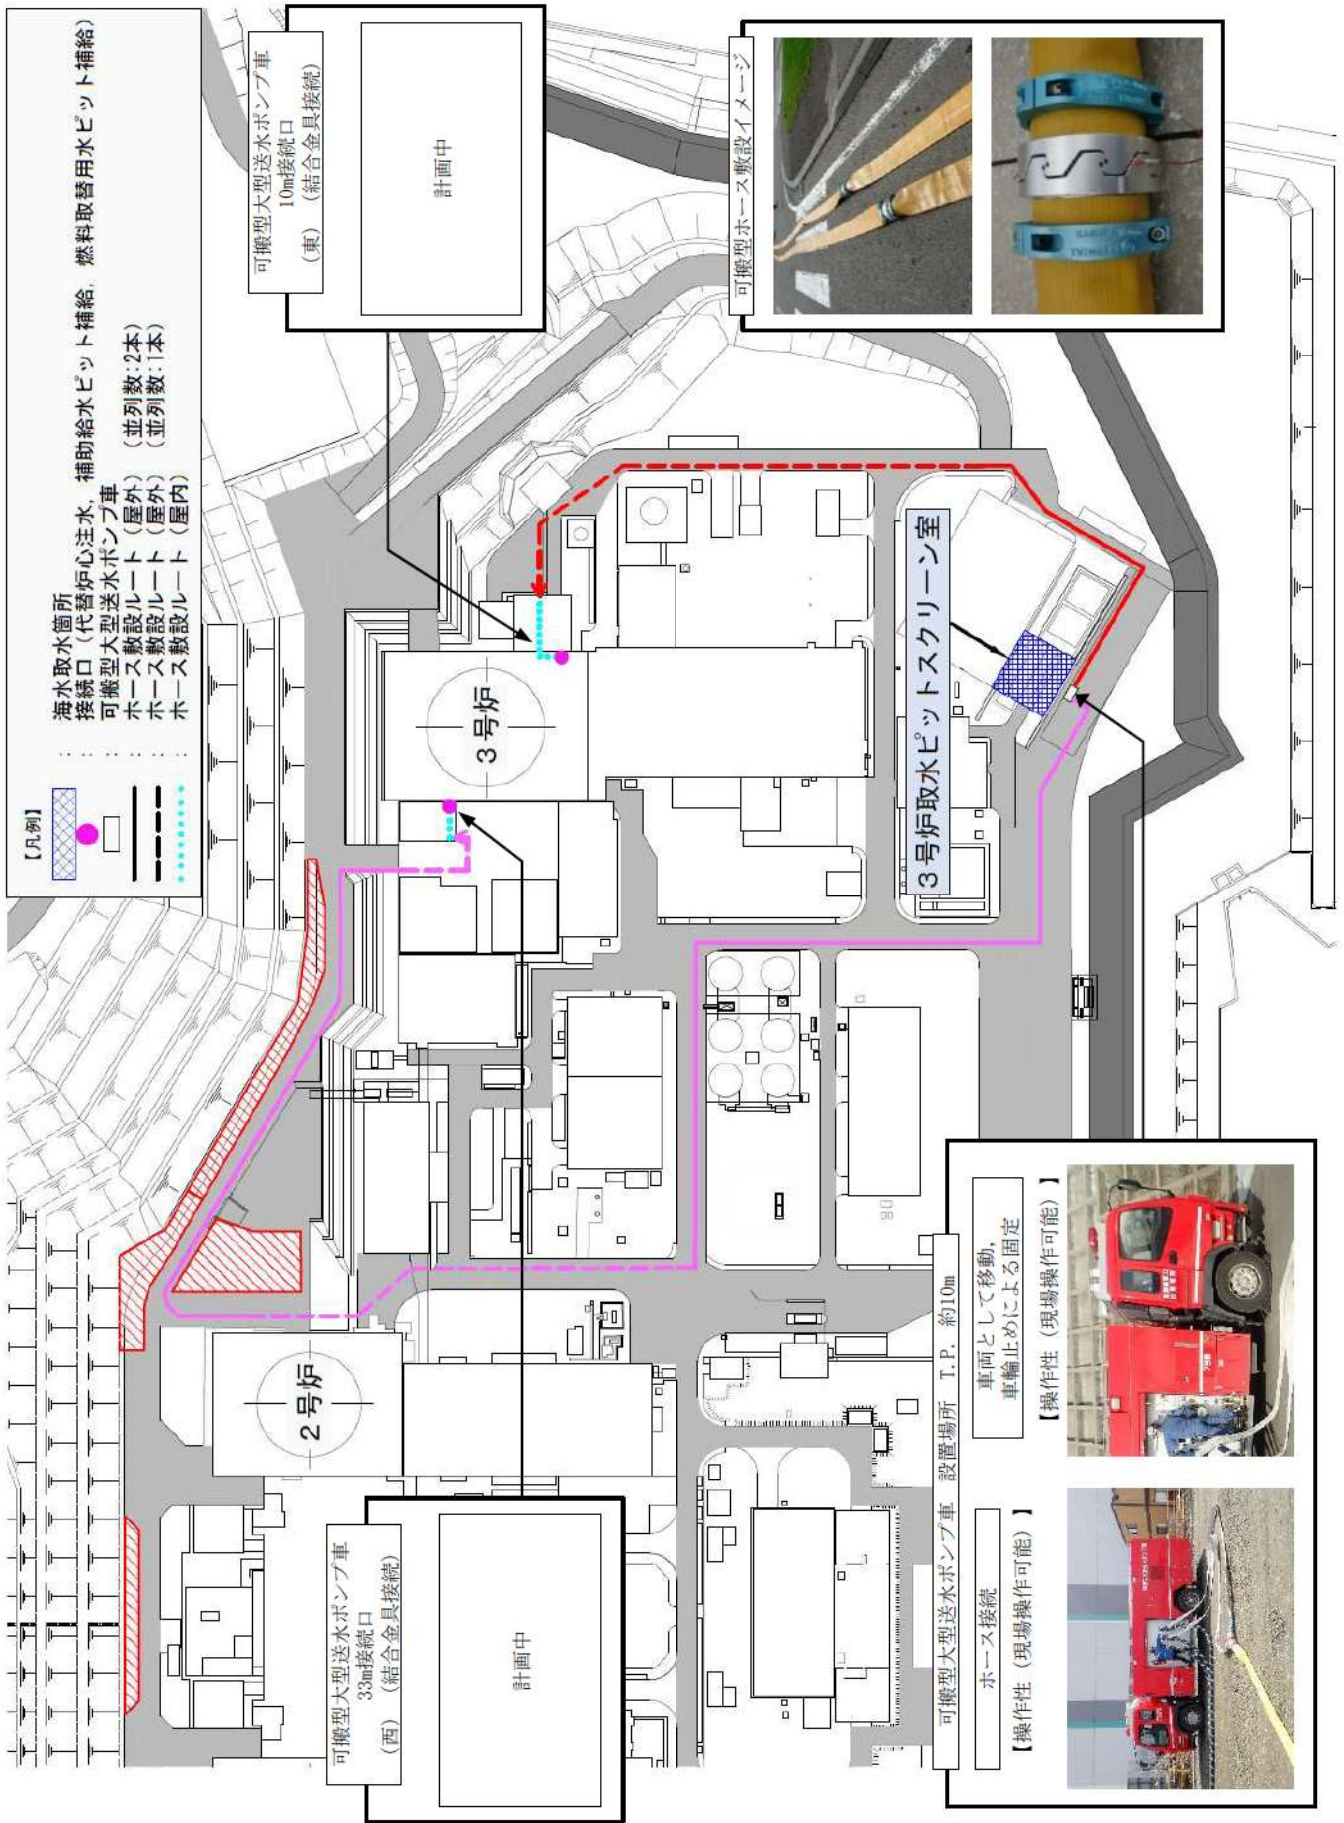 【凡例】
： 海水取水箇所
： 接続口（代替炉心注水，補助給水ピット補給，燃料取替用水ピット補給）
： 可搬型大型送水ポンプ車
： ホース敷設ルート（屋外）（並列数：2本）
： ホース敷設ルート（屋外）（並列数：1本）
： ホース敷設ルート（屋内）
可搬型大型送水ポンプ車
10m接続口
（東）（結合金具接続）
計画中
可搬型ホース敷設イメージ
3号炉
3号炉取水ピットスクリーン室
2号炉
可搬型大型送水ポンプ車
33m接続口
（西）（結合金具接続）
計画中
可搬型大型送水ポンプ車 設置場所 T.P. 約10m
ホース接続
【操作性（現場操作可能）】
車両として移動，
車輪止めによる固定
【操作性（現場操作可能）】